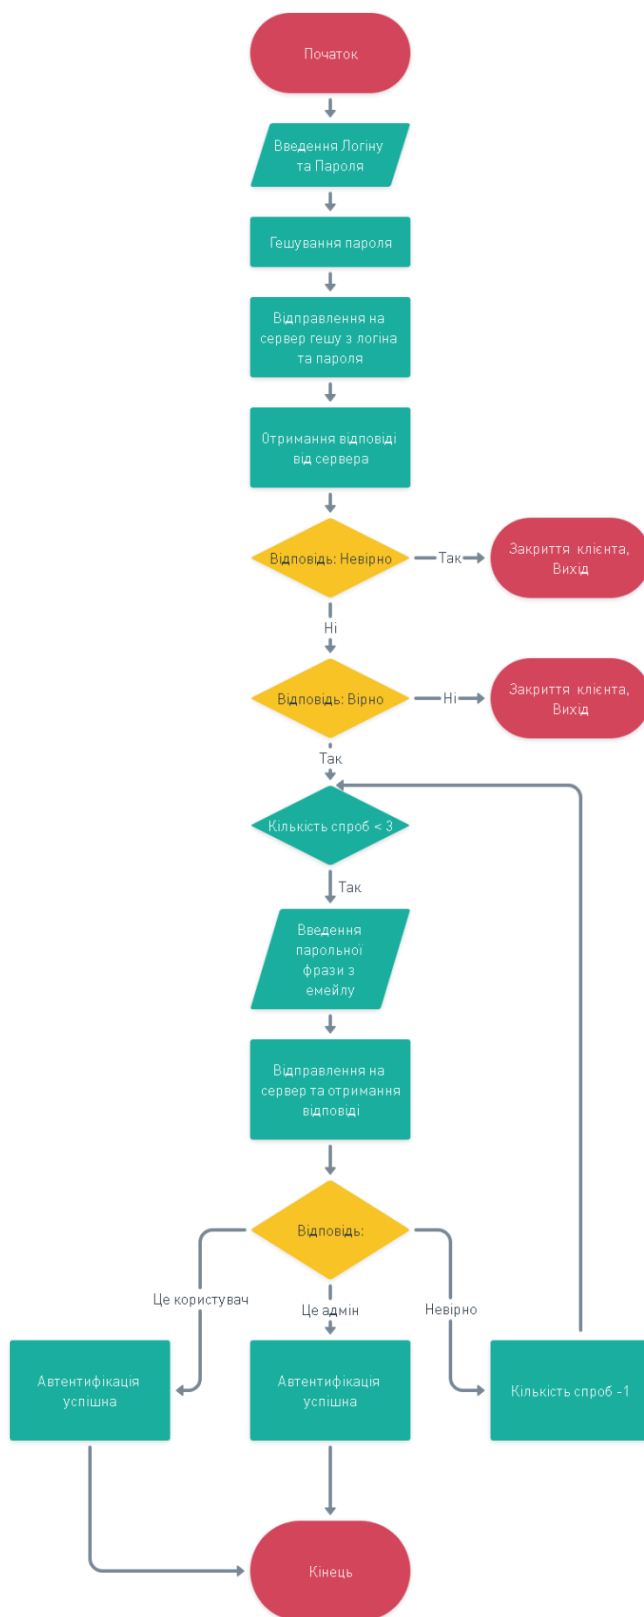 Початок
Введення Логіну
та Пароля
Гешування пароля
Відправлення на
сервер гешу з логіна
та пароля
Отримання відповіді
від сервера
Відповідь: Невірно
Так
Закриття клієнта,
Вихід
Ні
Відповідь: Вірно
Ні
Закриття клієнта,
Вихід
Так
Кількість спроб < 3
Так
Введення
парольної
фрази з
емейлу
Відправлення на
сервер та отримання
відповіді
Відповідь:
Це користувач
Це адмін
Невірно
Автентифікація
успішна
Автентифікація
успішна
Кількість спроб -1
Кінець